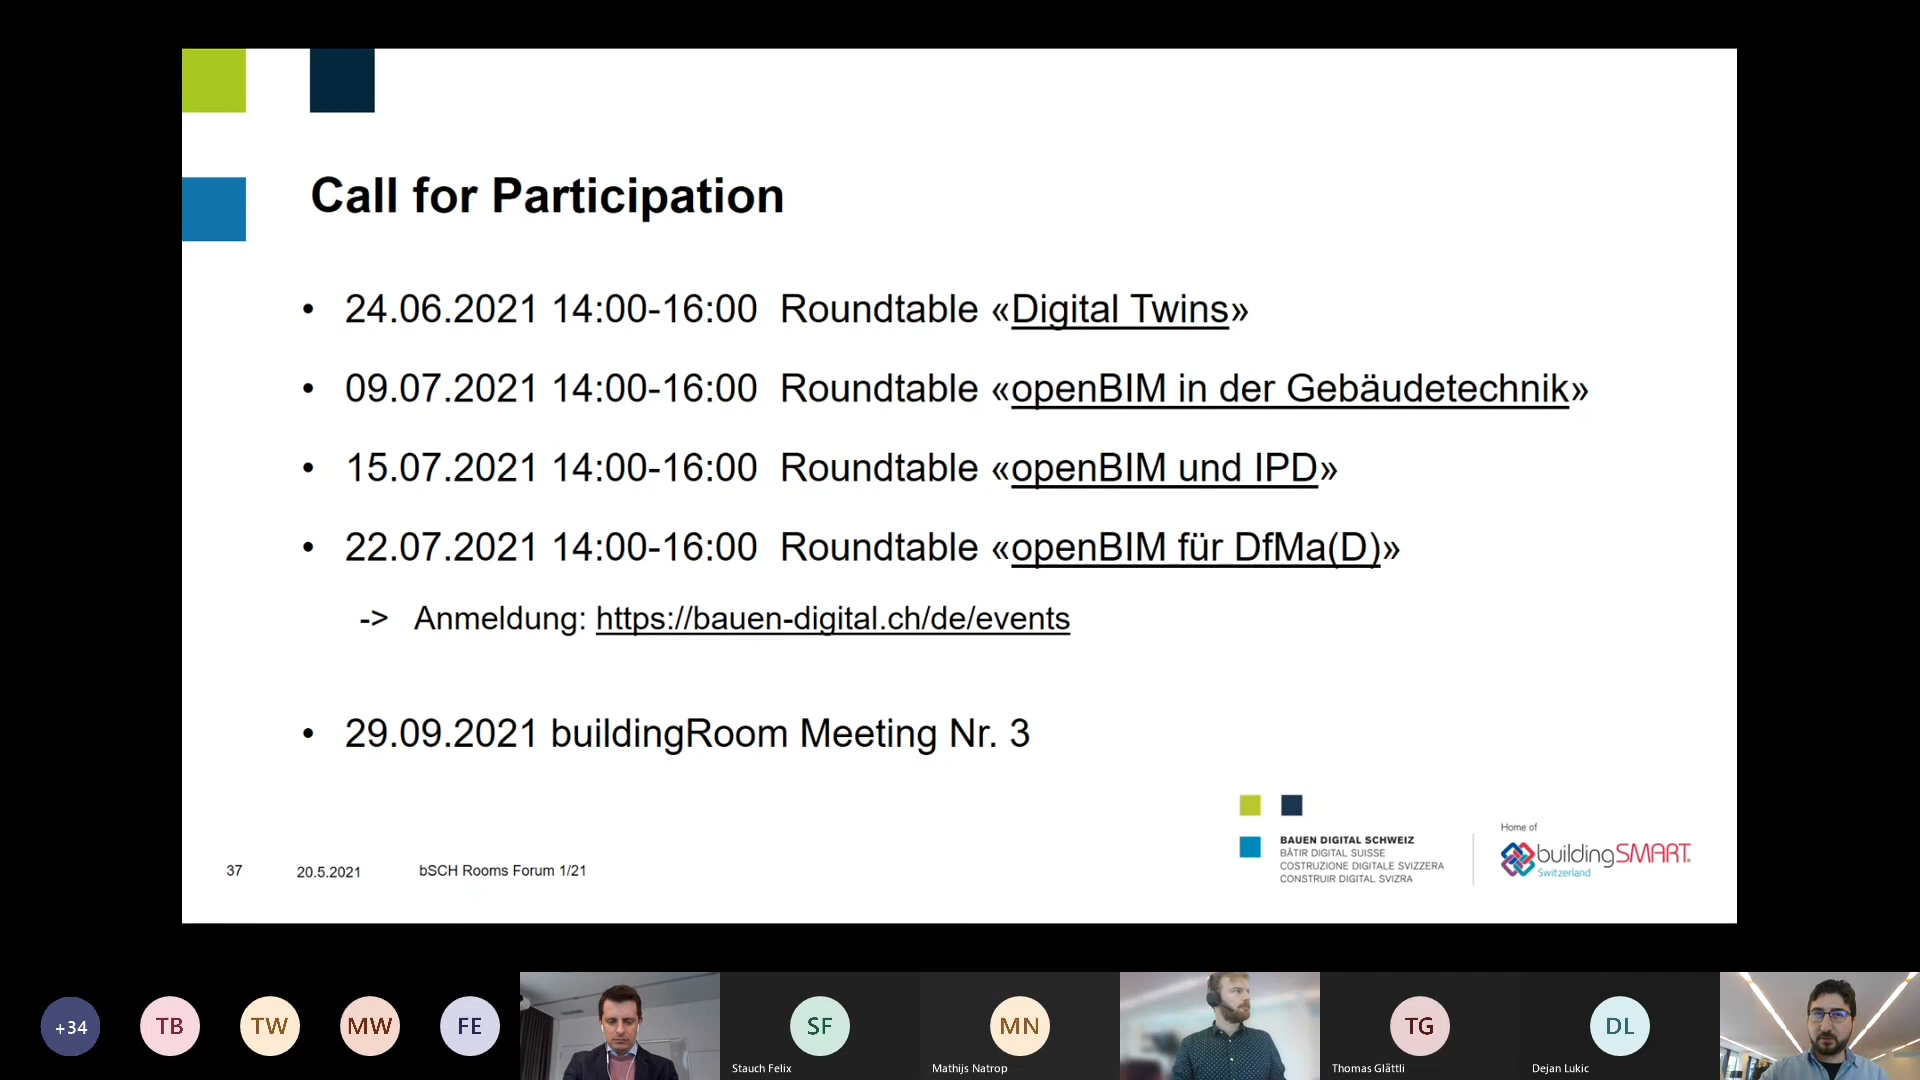 Call for Participation
• 24.06.2021 14:00-16:00 Roundtable «Digital Twins»
• 09.07.2021 14:00-16:00 Roundtable «openBIM in der Gebäudetechnik»
• 15.07.2021 14:00-16:00 Roundtable «openBIM und IPD»
• 22.07.2021 14:00-16:00 Roundtable «openBIM für DfMa(D)»
-> Anmeldung: https://bauen-digital.ch/de/events
• 29.09.2021 buildingRoom Meeting Nr. 3
37 20.5.2021 bSCH Rooms Forum 1/21
BAUEN DIGITAL SCHWEIZ
BÂTIR DIGITAL SUISSE
COSTRUZIONE DIGITALE SVIZZERA
CONSTRUIR DIGITAL SVIZRA
Home of
buildingSMART
Switzerland
+34 TB TW MW FE SF MN TG DL
Stauch Felix Mathijs Natrop Thomas Glättli Dejan Lukic